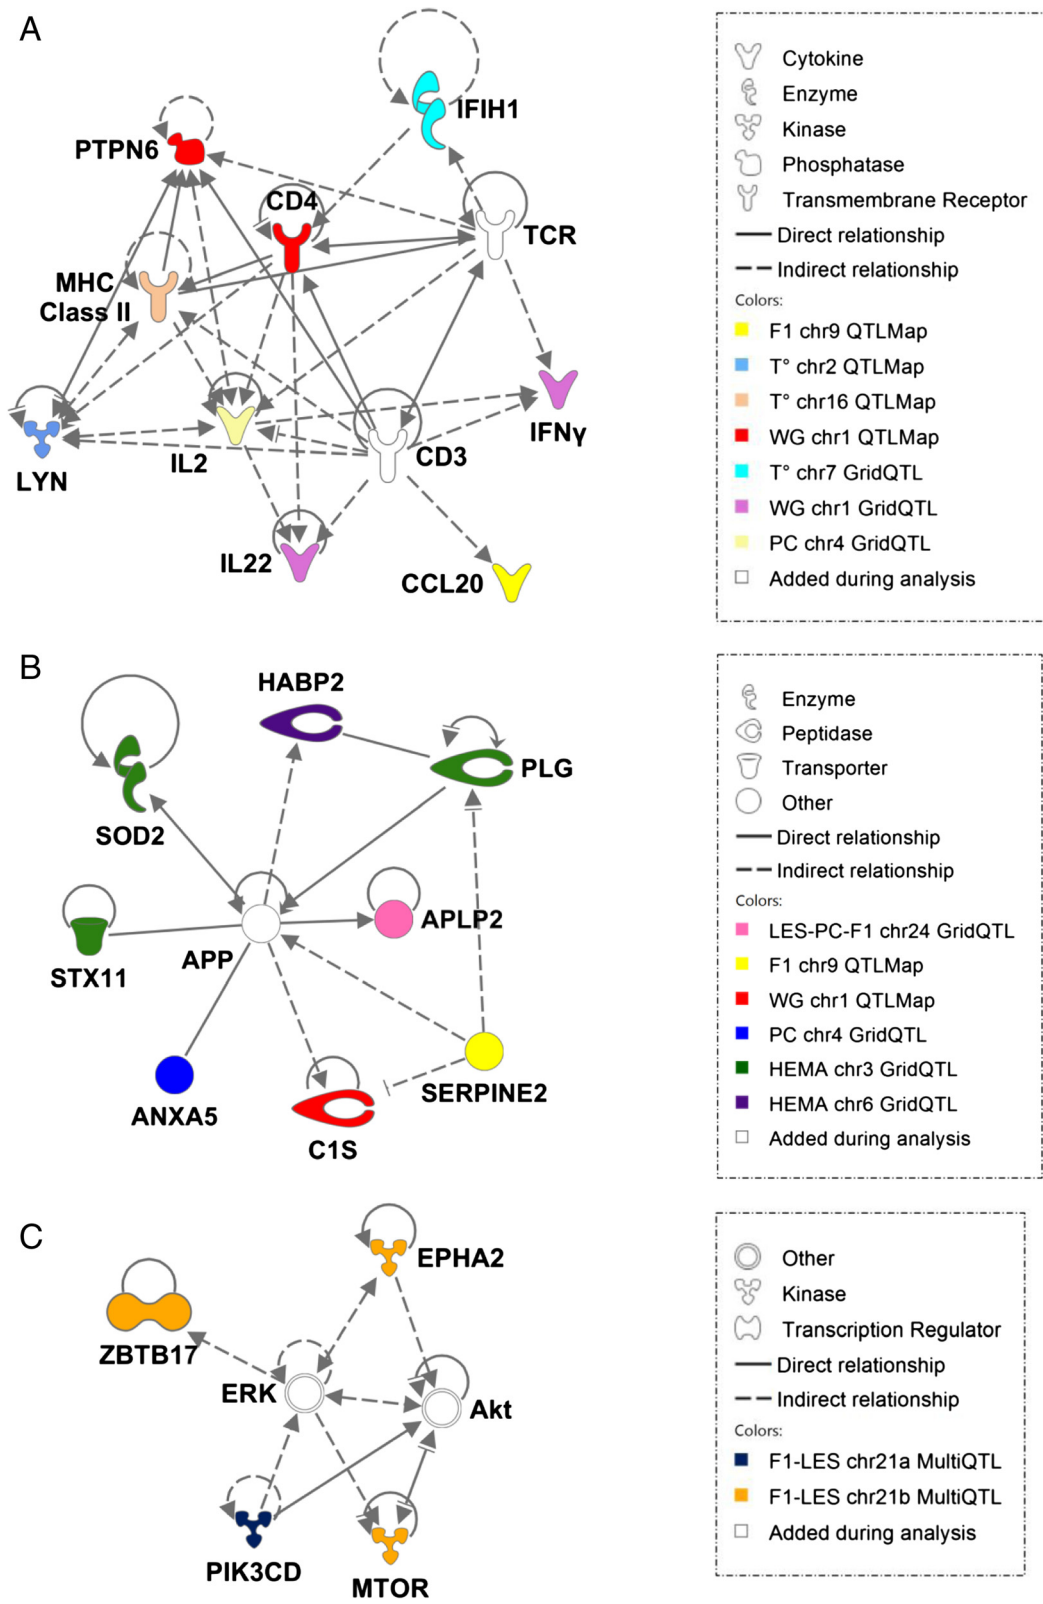 A
IFIH1
PTPN6
CD4
TCR
MHC
Class II
IFNγ
CD3
IL2
LYN
IL22
CCL20
Cytokine
Enzyme
Kinase
Phosphatase
Transmembrane Receptor
Direct relationship
Indirect relationship
Colors:
F1 chr9 QTLMap
T° chr2 QTLMap
T° chr16 QTLMap
WG chr1 QTLMap
T° chr7 GridQTL
WG chr1 GridQTL
PC chr4 GridQTL
Added during analysis
B
HABP2
PLG
SOD2
APLP2
APP
STX11
SERPINE2
ANXA5
C1S
Enzyme
Peptidase
Transporter
Other
Direct relationship
Indirect relationship
Colors:
LES-PC-F1 chr24 GridQTL
F1 chr9 QTLMap
WG chr1 QTLMap
PC chr4 GridQTL
HEMA chr3 GridQTL
HEMA chr6 GridQTL
Added during analysis
C
EPHA2
ZBTB17
ERK
Akt
PIK3CD
MTOR
Other
Kinase
Transcription Regulator
Direct relationship
Indirect relationship
Colors:
F1-LES chr21a MultiQTL
F1-LES chr21b MultiQTL
Added during analysis